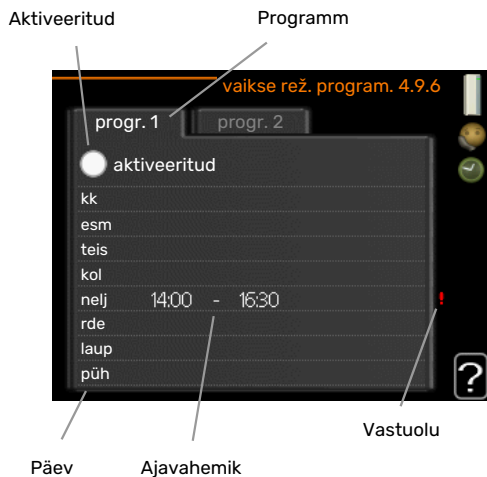 Aktiveeritud
Programm
vaikse rež. program. 4.9.6
progr. 1
progr. 2
aktiveeritud
kk
esm
teis
kol
nelj 14:00 - 16:30 !
rde
laup
püh
?
Vastuolu
Päev
Ajavahemik